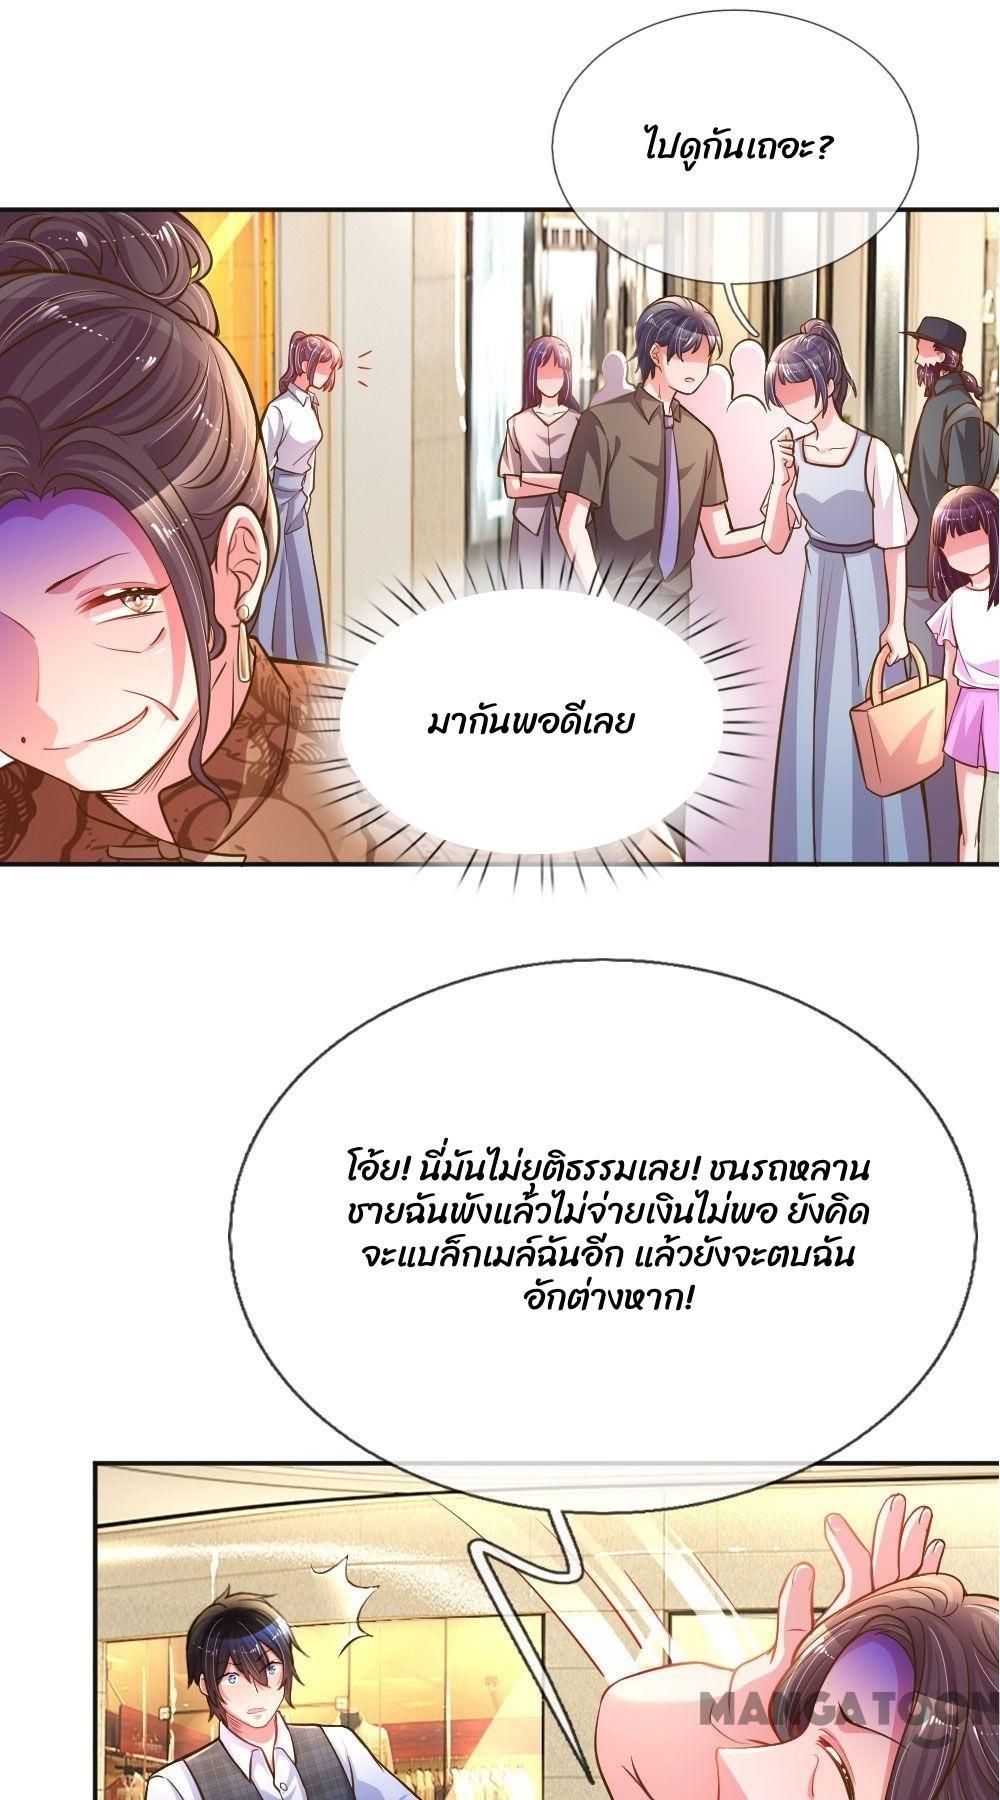 ไปดูกันเถอะ?
มากันพอดีเลย
โอ้ย! นี่มันไม่ยุติธรรมเลย! ชนรถหลาน
ชายฉันพังแล้วไม่จ่ายเงินไม่พอ ยังคิด
จะแบล็กเมล์ฉันอีก แล้วยังจะตบฉัน
อีกต่างหาก!
MANGATOON